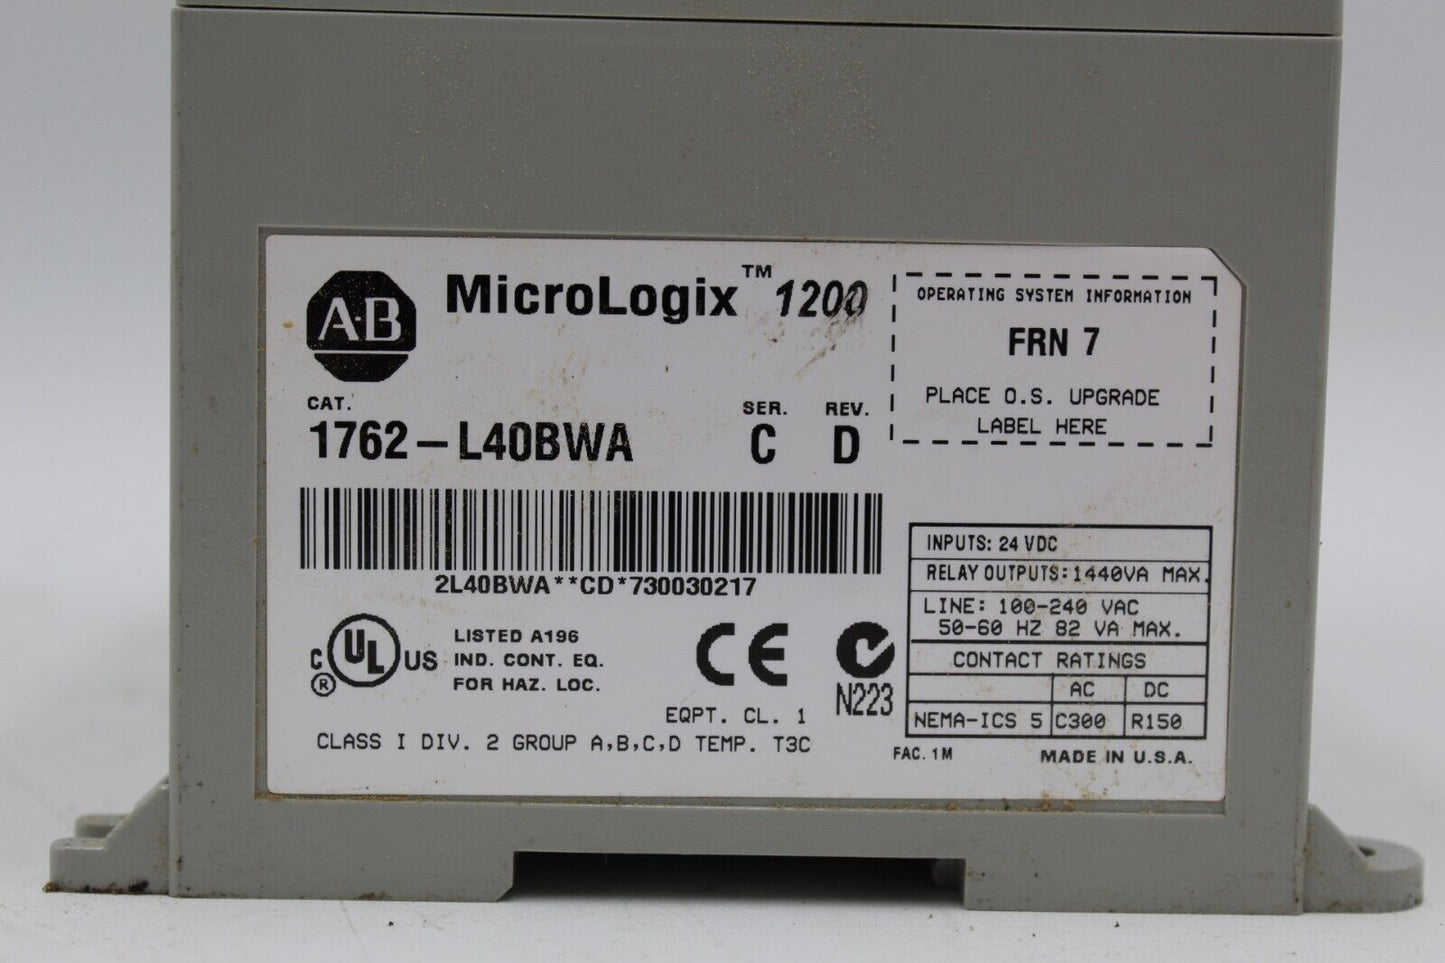 A·B
MicroLogix™ 1200
CAT.
1762-L40BWA
SER. REV.
C D
OPERATING SYSTEM INFORMATION
FRN 7
PLACE O.S. UPGRADE
LABEL HERE
2L40BWA**CD*730030217
C UL US ®
LISTED A196
IND. CONT. EQ.
FOR HAZ. LOC.
CE
N223
EQPT. CL. 1
CLASS I DIV. 2 GROUP A,B,C,D TEMP. T3C
INPUTS: 24 VDC
RELAY OUTPUTS: 1440VA MAX.
LINE: 100-240 VAC
50-60 HZ 82 VA MAX.
CONTACT RATINGS
AC DC
NEMA-ICS 5 C300 R150
FAC. 1M MADE IN U.S.A.